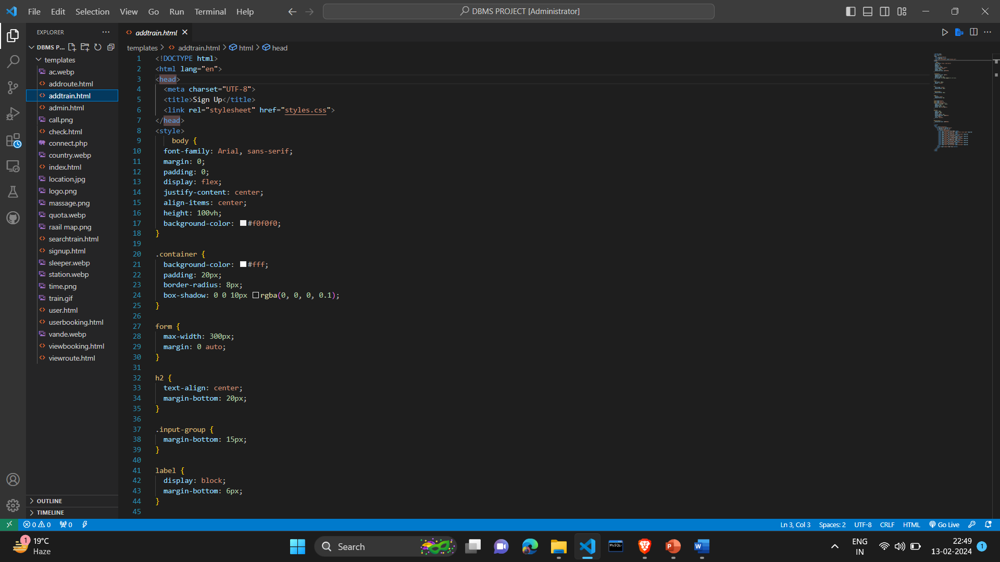 File Edit Selection View Go Run Terminal Help
DBMS PROJECT [Administrator]
EXPLORER
addtrain.html
DBMS P...
templates
ac.webp
addroute.html
addtrain.html
admin.html
call.png
check.html
connect.php
country.webp
index.html
location.jpg
logo.png
massage.png
quota.webp
raail map.png
searchtrain.html
signup.html
sleeper.webp
station.webp
time.png
train.gif
user.html
userbooking.html
vande.webp
viewbooking.html
viewroute.html
OUTLINE
TIMELINE
templates > addtrain.html > html > head
1 <!DOCTYPE html>
2 <html lang="en">
3 <head>
4 <meta charset="UTF-8">
5 <title>Sign Up</title>
6 <link rel="stylesheet" href="styles.css">
7 </head>
8 <style>
9 body {
10 font-family: Arial, sans-serif;
11 margin: 0;
12 padding: 0;
13 display: flex;
14 justify-content: center;
15 align-items: center;
16 height: 100vh;
17 background-color: #f0f0f0;
18 }
19
20 .container {
21 background-color: #fff;
22 padding: 20px;
23 border-radius: 8px;
24 box-shadow: 0 0 10px rgba(0, 0, 0, 0.1);
25 }
26
27 form {
28 max-width: 300px;
29 margin: 0 auto;
30 }
31
32 h2 {
33 text-align: center;
34 margin-bottom: 20px;
35 }
36
37 .input-group {
38 margin-bottom: 15px;
39 }
40
41 label {
42 display: block;
43 margin-bottom: 6px;
44 }
45
0 0 0 Ln 3, Col 3 Spaces: 2 UTF-8 CRLF HTML Go Live
1 19°C
Haze
Search
MySQL
ENG
IN
22:49
13-02-2024
1